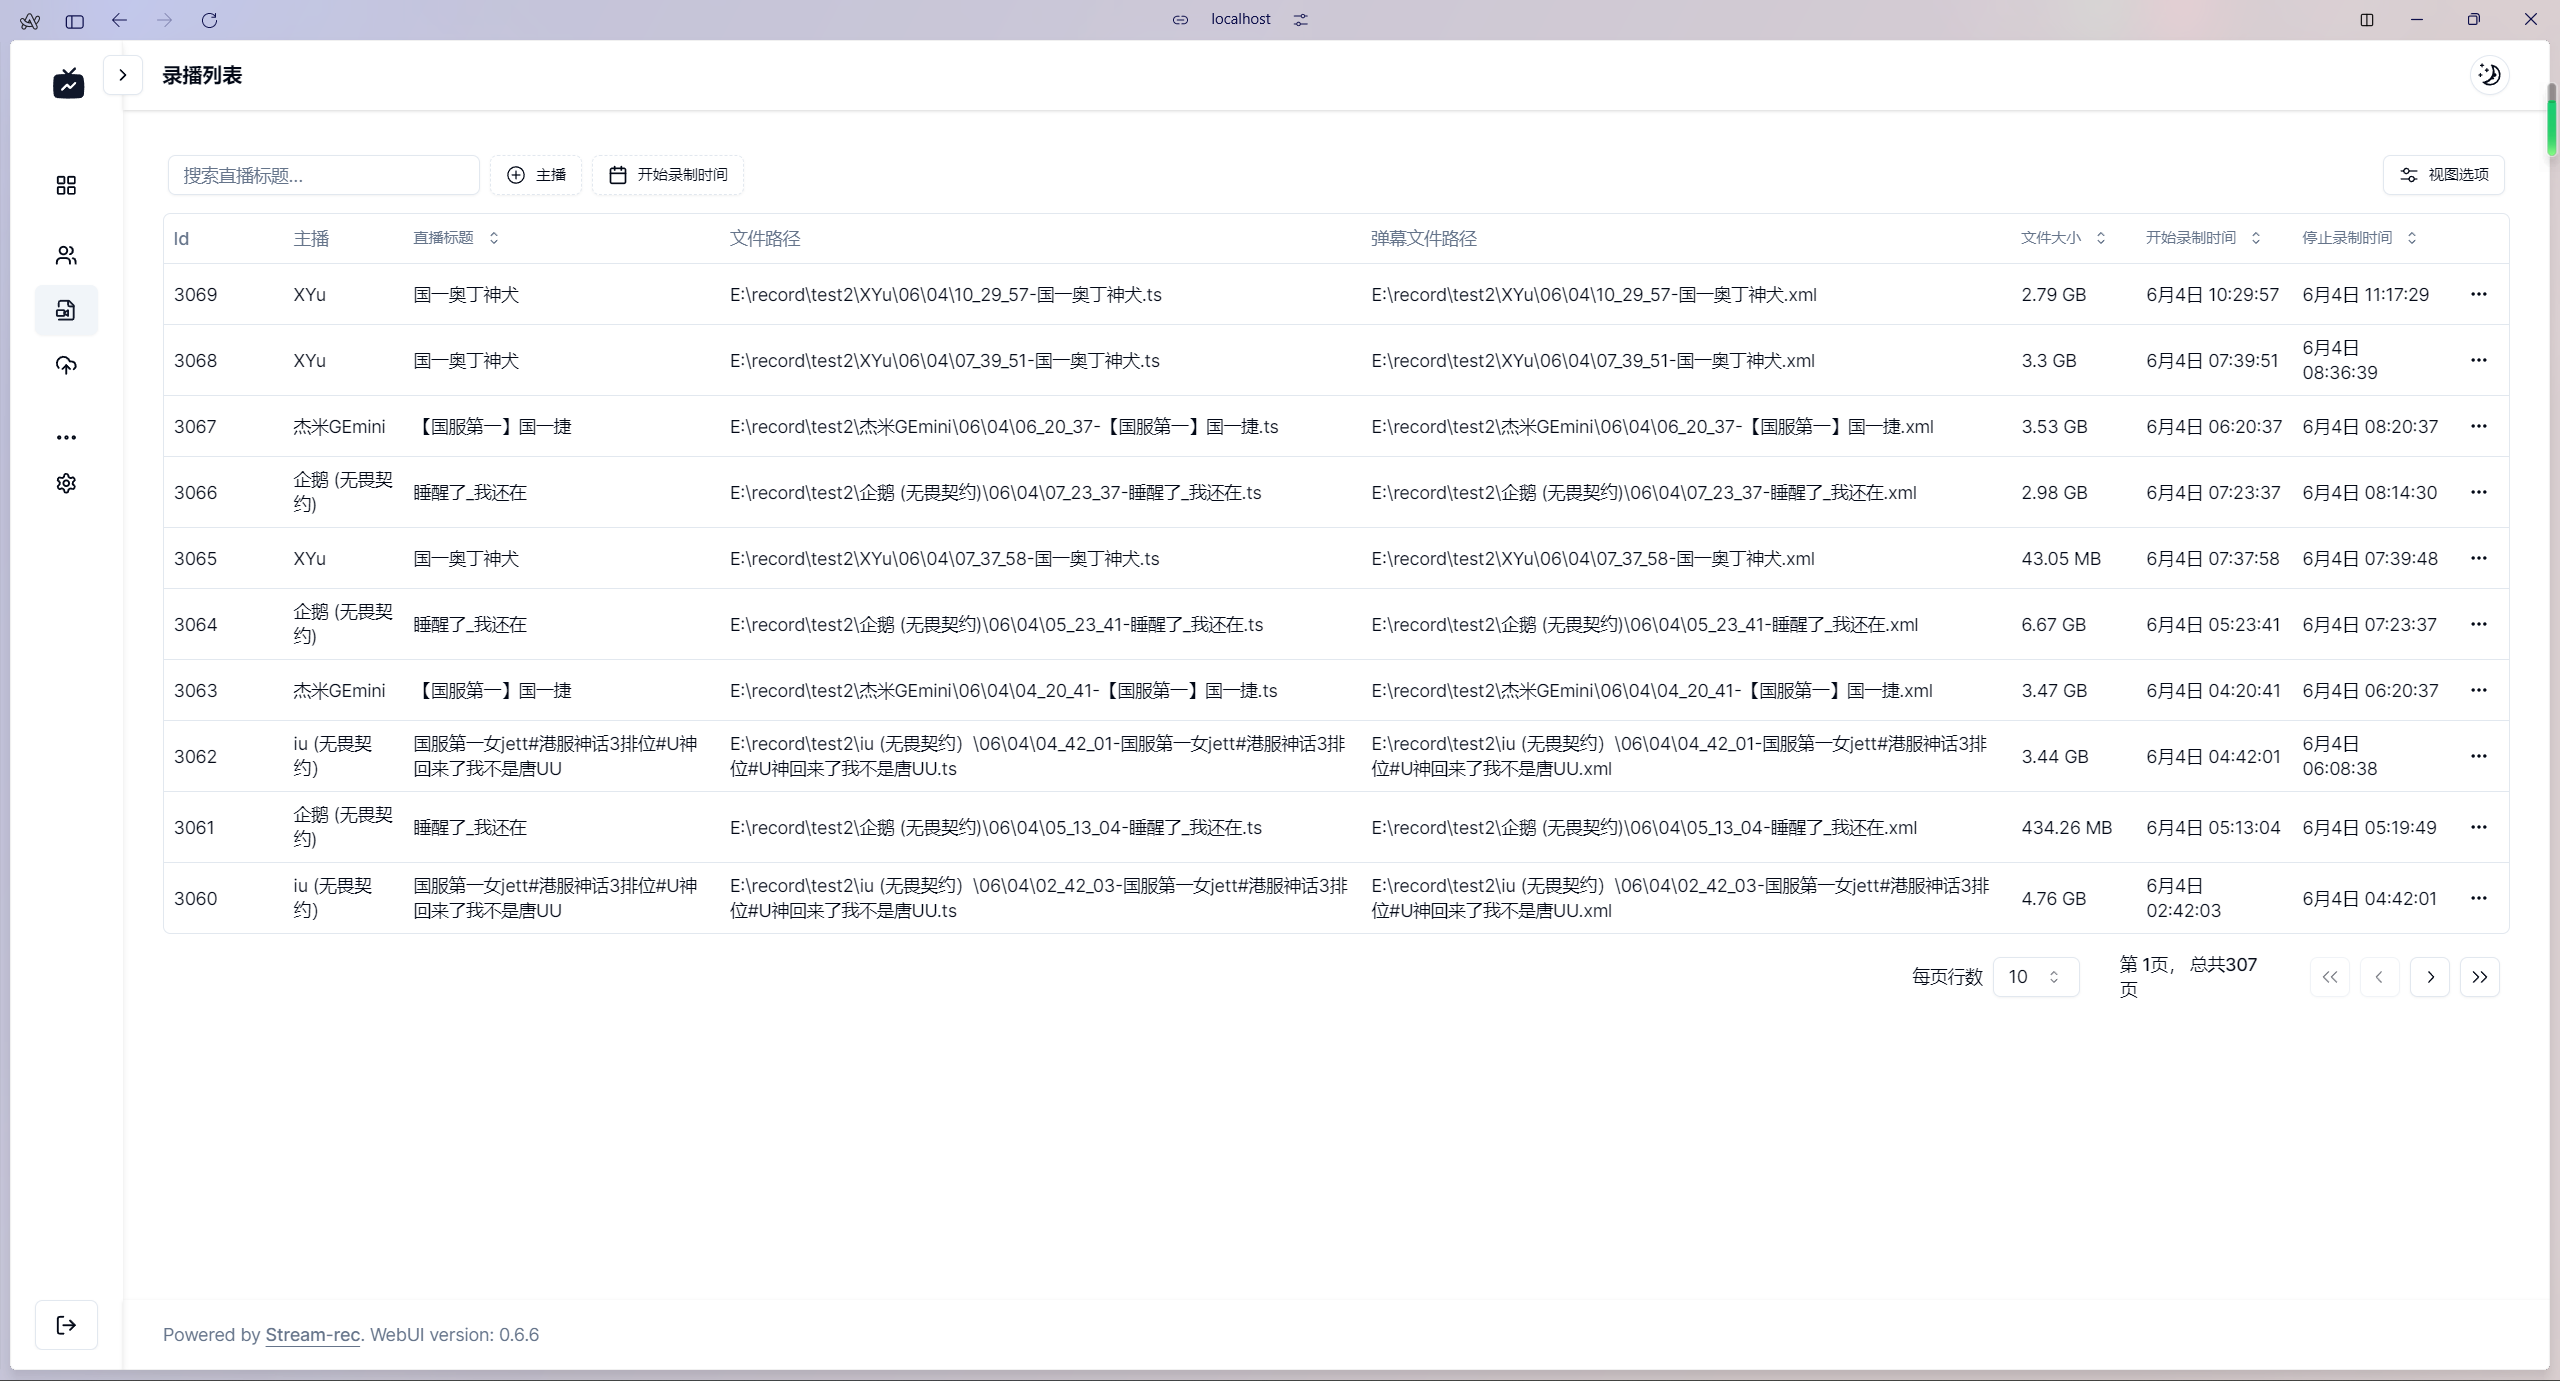 localhost
录播列表
搜索直播标题... 主播 开始录制时间 视图选项
Id 主播 直播标题 文件路径 弹幕文件路径 文件大小 开始录制时间 停止录制时间
3069 XYu 国一奥丁神犬 E:\record\test2\XYu\06\04\10_29_57-国一奥丁神犬.ts E:\record\test2\XYu\06\04\10_29_57-国一奥丁神犬.xml 2.79 GB 6月4日 10:29:57 6月4日 11:17:29
3068 XYu 国一奥丁神犬 E:\record\test2\XYu\06\04\07_39_51-国一奥丁神犬.ts E:\record\test2\XYu\06\04\07_39_51-国一奥丁神犬.xml 3.3 GB 6月4日 07:39:51 6月4日
08:36:39
3067 杰米GEmini 【国服第一】国一捷 E:\record\test2\杰米GEmini\06\04\06_20_37-【国服第一】国一捷.ts E:\record\test2\杰米GEmini\06\04\06_20_37-【国服第一】国一捷.xml 3.53 GB 6月4日 06:20:37 6月4日 08:20:37
3066 企鹅 (无畏契 睡醒了_我还在 E:\record\test2\企鹅 (无畏契约)\06\04\07_23_37-睡醒了_我还在.ts E:\record\test2\企鹅 (无畏契约)\06\04\07_23_37-睡醒了_我还在.xml 2.98 GB 6月4日 07:23:37 6月4日 08:14:30
约)
3065 XYu 国一奥丁神犬 E:\record\test2\XYu\06\04\07_37_58-国一奥丁神犬.ts E:\record\test2\XYu\06\04\07_37_58-国一奥丁神犬.xml 43.05 MB 6月4日 07:37:58 6月4日 07:39:48
3064 企鹅 (无畏契 睡醒了_我还在 E:\record\test2\企鹅 (无畏契约)\06\04\05_23_41-睡醒了_我还在.ts E:\record\test2\企鹅 (无畏契约)\06\04\05_23_41-睡醒了_我还在.xml 6.67 GB 6月4日 05:23:41 6月4日 07:23:37
约)
3063 杰米GEmini 【国服第一】国一捷 E:\record\test2\杰米GEmini\06\04\04_20_41-【国服第一】国一捷.ts E:\record\test2\杰米GEmini\06\04\04_20_41-【国服第一】国一捷.xml 3.47 GB 6月4日 04:20:41 6月4日 06:20:37
3062 iu (无畏契 国服第一女jett#港服神话3排位#U神 E:\record\test2\iu (无畏契约）\06\04\04_42_01-国服第一女jett#港服神话3排 E:\record\test2\iu (无畏契约）\06\04\04_42_01-国服第一女jett#港服神话3排 3.44 GB 6月4日 04:42:01 6月4日
约） 回来了我不是唐UU 位#U神回来了我不是唐UU.ts 位#U神回来了我不是唐UU.xml 06:08:38
3061 企鹅 (无畏契 睡醒了_我还在 E:\record\test2\企鹅 (无畏契约)\06\04\05_13_04-睡醒了_我还在.ts E:\record\test2\企鹅 (无畏契约)\06\04\05_13_04-睡醒了_我还在.xml 434.26 MB 6月4日 05:13:04 6月4日 05:19:49
约)
3060 iu (无畏契 国服第一女jett#港服神话3排位#U神 E:\record\test2\iu (无畏契约）\06\04\02_42_03-国服第一女jett#港服神话3排 E:\record\test2\iu (无畏契约）\06\04\02_42_03-国服第一女jett#港服神话3排 4.76 GB 6月4日 6月4日 04:42:01
约） 回来了我不是唐UU 位#U神回来了我不是唐UU.ts 位#U神回来了我不是唐UU.xml 02:42:03
每页行数 10 第 1页， 总共307
页
Powered by Stream-rec. WebUI version: 0.6.6